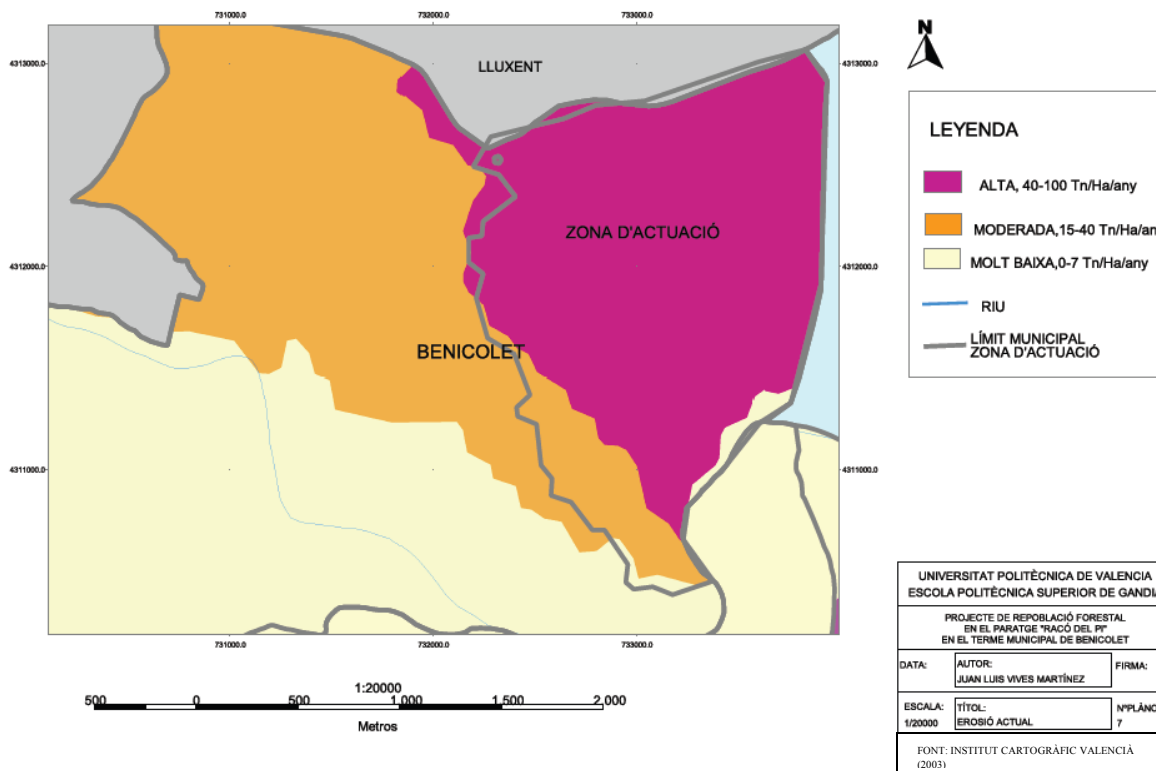 731000.0 732000.0 733000.0
4313000.0 4313000.0
LLUXENT
ZONA D'ACTUACIÓ
4312000.0 4312000.0
BENICOLET
4311000.0 4311000.0
731000.0 732000.0 733000.0
1:20000
500 0 500 1.000 1.500 2.000
Metros
N
LEYENDA
ALTA, 40-100 Tn/Ha/any
MODERADA,15-40 Tn/Ha/an
MOLT BAIXA,0-7 Tn/Ha/any
RIU
LÍMIT MUNICIPAL
ZONA D'ACTUACIÓ
UNIVERSITAT POLITÈCNICA DE VALENCIA
ESCOLA POLITÈCNICA SUPERIOR DE GANDIA
PROJECTE DE REPOBLACIÓ FORESTAL
EN EL PARATGE "RACÓ DEL PI"
EN EL TERME MUNICIPAL DE BENICOLET
DATA: AUTOR: FIRMA:
JUAN LUIS VIVES MARTÍNEZ
ESCALA: TÍTOL: NºPLÀNO
1/20000 EROSIÓ ACTUAL 7
FONT: INSTITUT CARTOGRÀFIC VALENCIÀ
(2003)